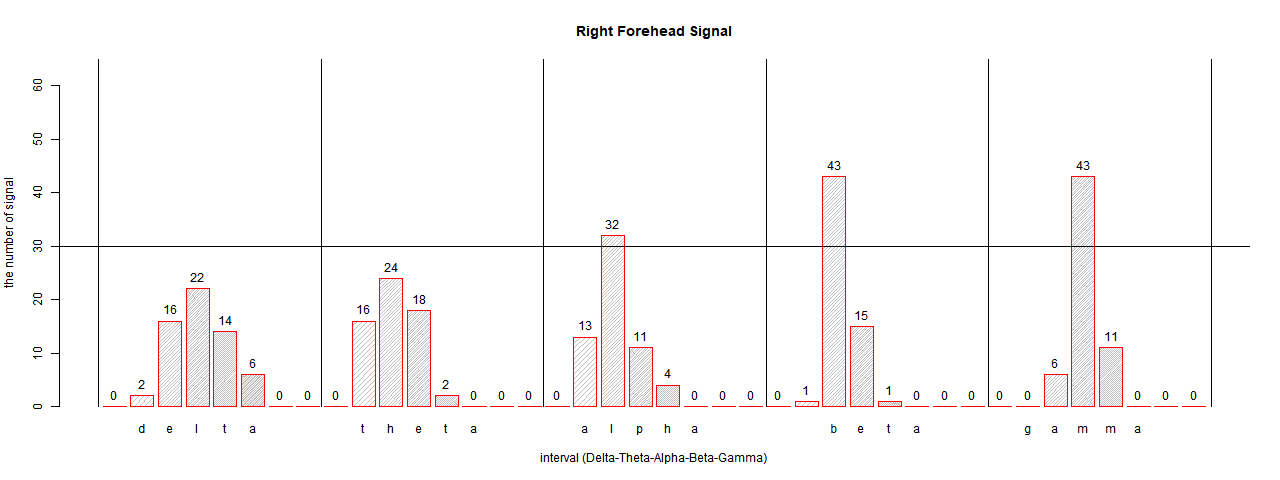 Right Forehead Signal
the number of signal
60
50
40
30
20
10
0
0 2 16 22 14 6 0 0
0 16 24 18 2 0 0 0
0 13 32 11 4 0 0 0
0 1 43 15 1 0 0 0
0 0 6 43 11 0 0 0
d e l t a t h e t a a l p h a b e t a g a m m a
interval (Delta-Theta-Alpha-Beta-Gamma)